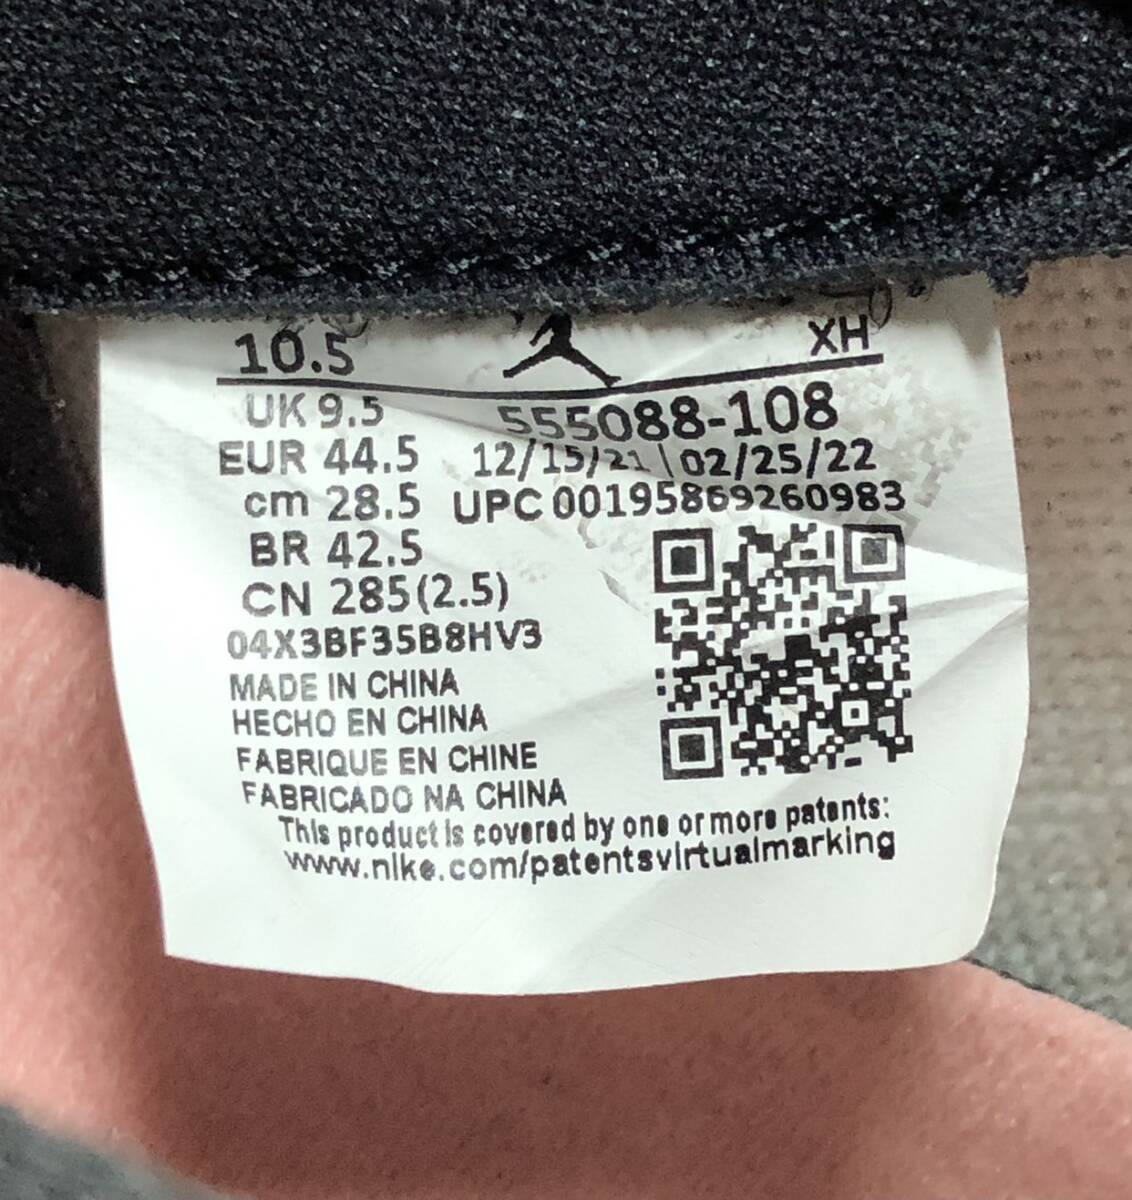 10.5 XH
UK 9.5 555088-108
EUR 44.5 12/15/21 \ 02/25/22
cm 28.5 UPC 00195869260983
BR 42.5
CN 285(2.5)
04X3BF35B8HV3
MADE IN CHINA
HECHO EN CHINA
FABRIQUE EN CHINE
FABRICADO NA CHINA
This product is covered by one or more patents:
www.nike.com/patentsvirtualmarking